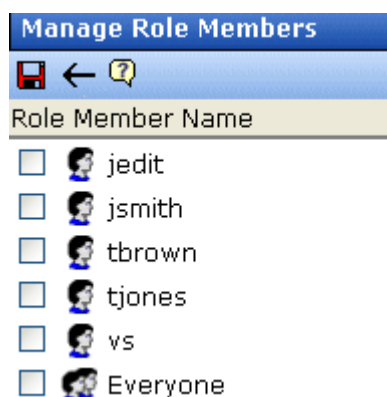 Manage Role Members
?
Role Member Name
jedit
jsmith
tbrown
tjones
vs
Everyone